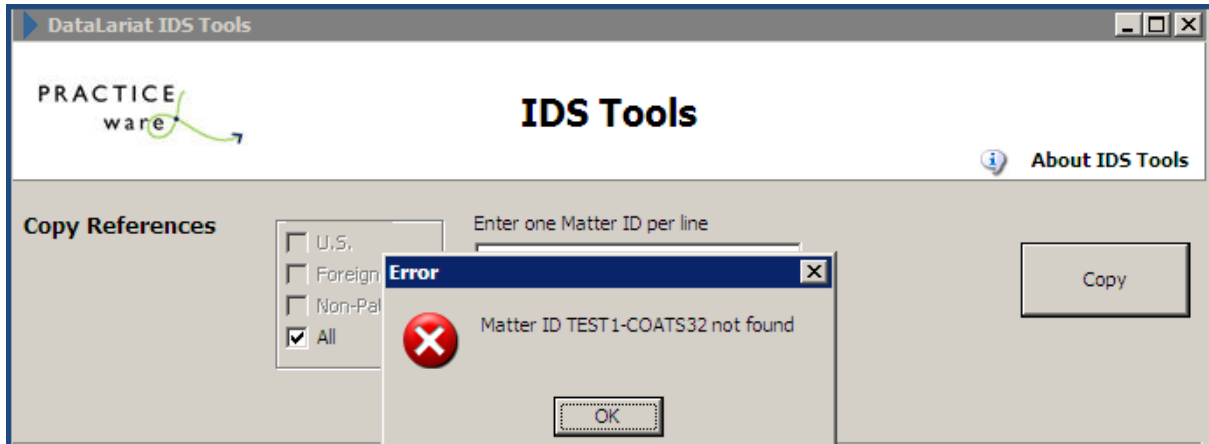 DataLariat IDS Tools
PRACTICE
ware
IDS Tools
About IDS Tools
Copy References
Enter one Matter ID per line
U.S.
Foreign
Error
Copy
All
Matter ID TEST1-COATS32 not found
OK